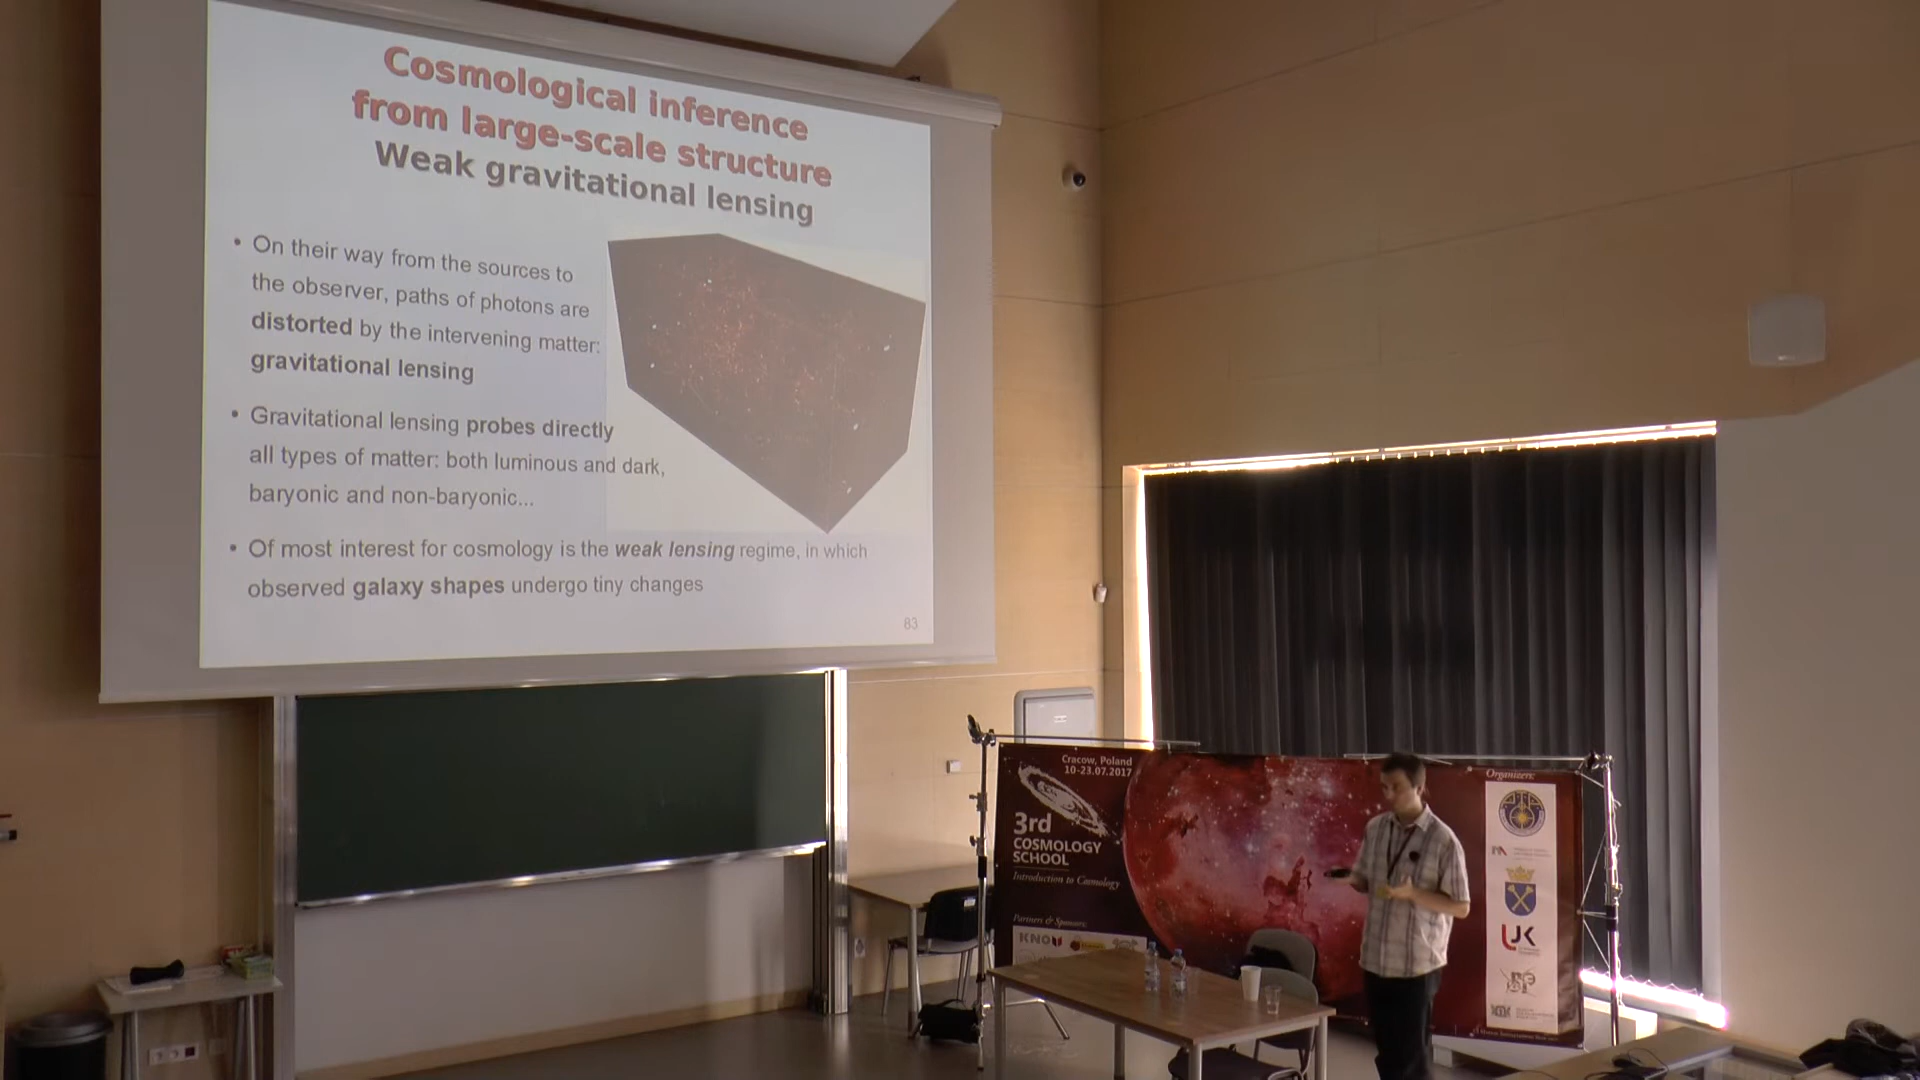 Cosmological inference
from large-scale structure
Weak gravitational lensing
• On their way from the sources to
the observer, paths of photons are
distorted by the intervening matter:
gravitational lensing
• Gravitational lensing probes directly
all types of matter: both luminous and dark,
baryonic and non-baryonic...
• Of most interest for cosmology is the weak lensing regime, in which
observed galaxy shapes undergo tiny changes
83
Cracow, Poland
10-23.07.2017
3rd
COSMOLOGY
SCHOOL
Introduction to Cosmology
Partners & Sponsors:
KNOW
Organizers:
UJK